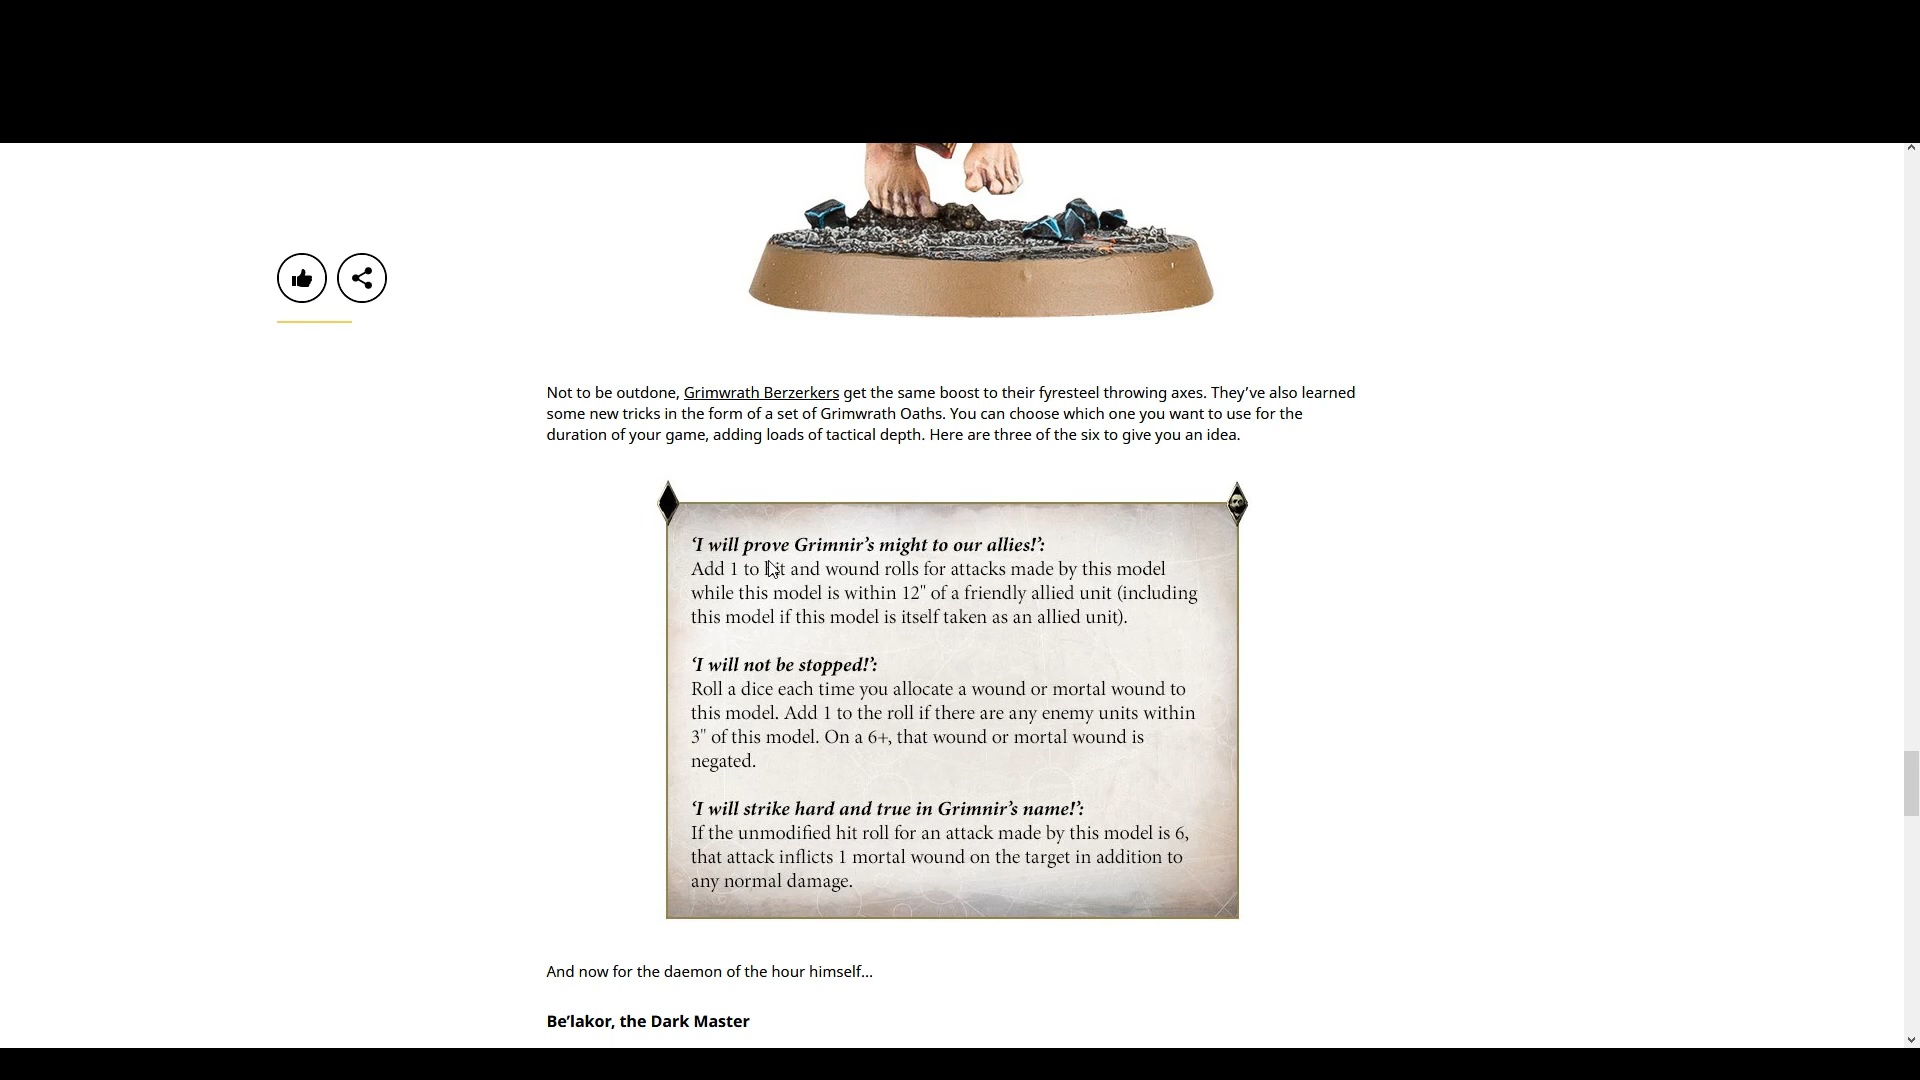 Not to be outdone, Grimwrath Berzerkers get the same boost to their fyresteel throwing axes. They’ve also learned
some new tricks in the form of a set of Grimwrath Oaths. You can choose which one you want to use for the
duration of your game, adding loads of tactical depth. Here are three of the six to give you an idea.
‘I will prove Grimnir’s might to our allies!’:
Add 1 to hit and wound rolls for attacks made by this model
while this model is within 12" of a friendly allied unit (including
this model if this model is itself taken as an allied unit).
‘I will not be stopped!’:
Roll a dice each time you allocate a wound or mortal wound to
this model. Add 1 to the roll if there are any enemy units within
3" of this model. On a 6+, that wound or mortal wound is
negated.
‘I will strike hard and true in Grimnir’s name!’:
If the unmodified hit roll for an attack made by this model is 6,
that attack inflicts 1 mortal wound on the target in addition to
any normal damage.
And now for the daemon of the hour himself…
Be’lakor, the Dark Master